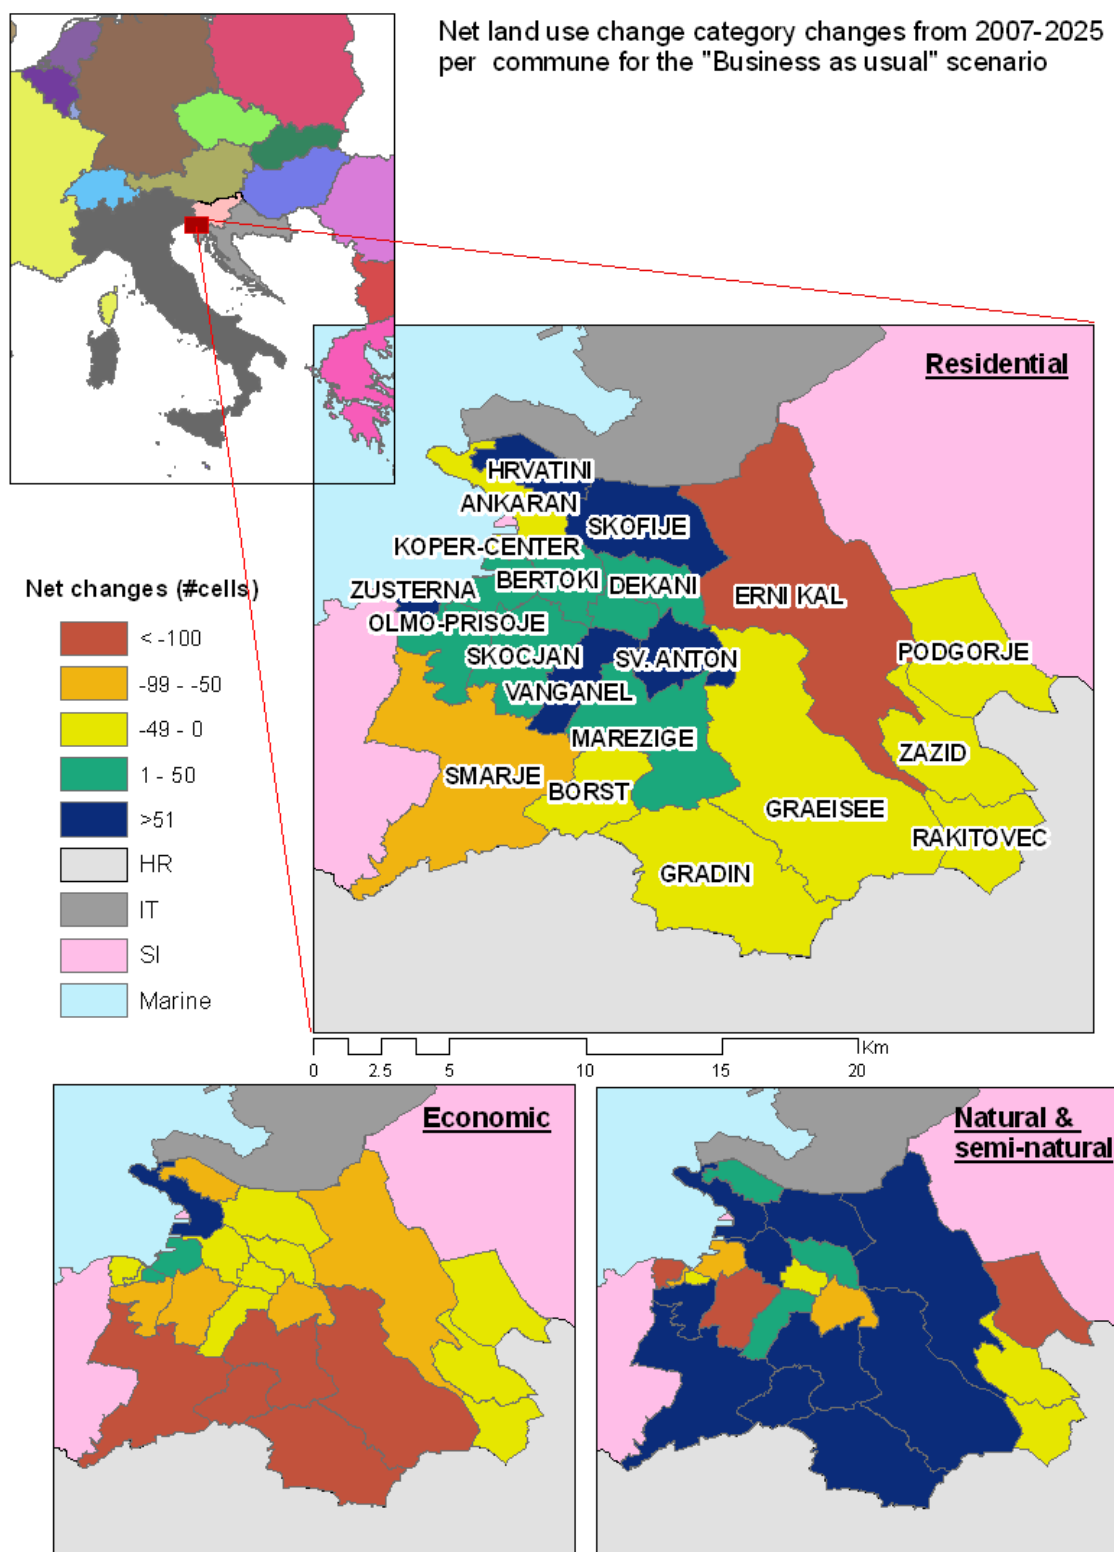 Net land use change category changes from 2007-2025
per commune for the "Business as usual" scenario
Residential
HRVATINI
ANKARAN
SKOFIJE
KOPER-CENTER
BERTOKI
DEKANI
ZUSTERNA
ERNI KAL
OLMO-PRISOJE
PODGORJE
SKOCJAN
SV. ANTON
VANGANEL
MAREZIGE
ZAZID
SMARJE
BORST
GRAEISEE
RAKITOVEC
GRADIN
Net changes (#cells)
< -100
-99 - -50
-49 - 0
1 - 50
>51
HR
IT
SI
Marine
Km
0 2.5 5 10 15 20
Economic
Natural &
semi-natural